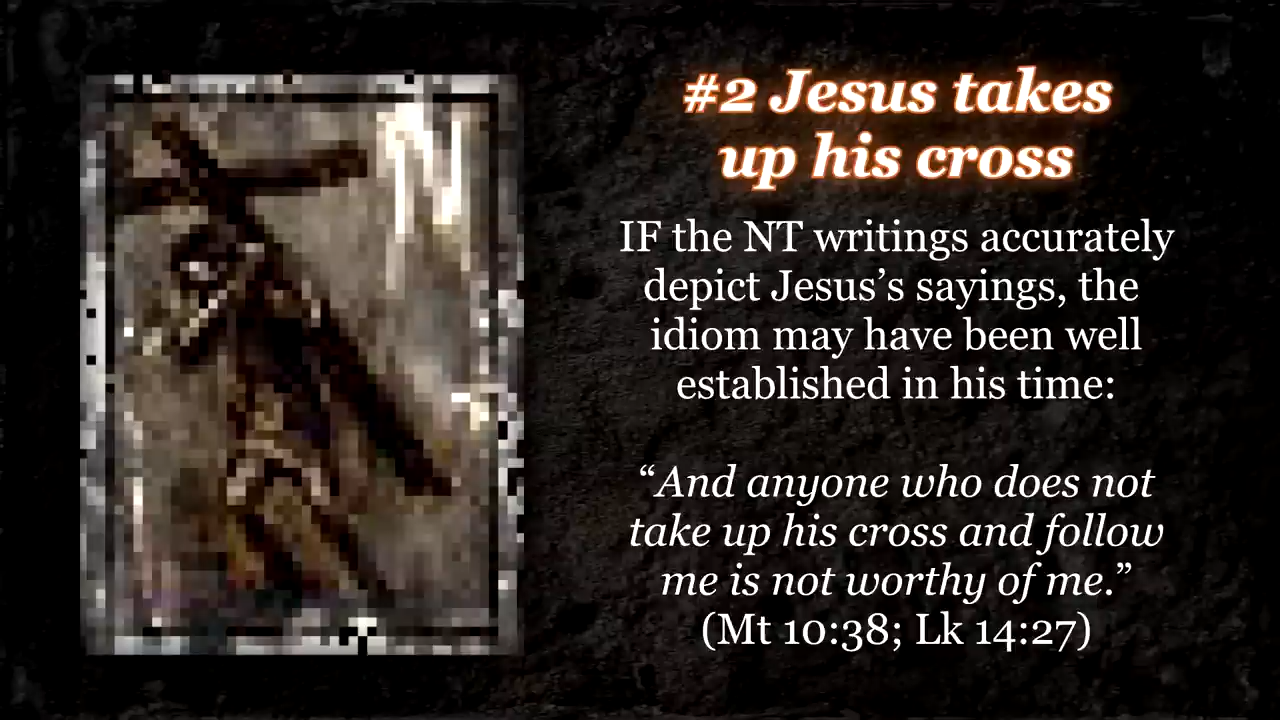 #2 Jesus takes
up his cross
IF the NT writings accurately
depict Jesus’s sayings, the
idiom may have been well
established in his time:
“And anyone who does not
take up his cross and follow
me is not worthy of me.”
(Mt 10:38; Lk 14:27)